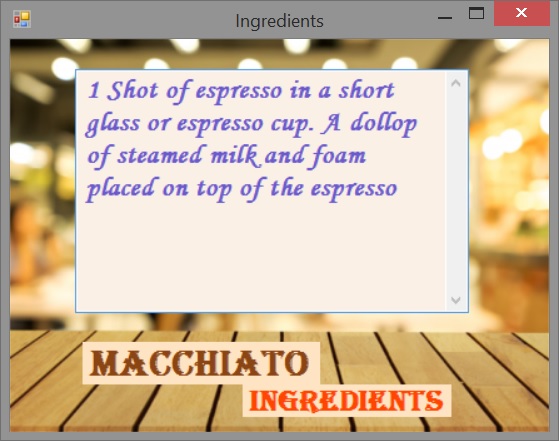 Ingredients
1 Shot of espresso in a short
glass or espresso cup. A dollop
of steamed milk and foam
placed on top of the espresso
MACCHIATO
INGREDIENTS